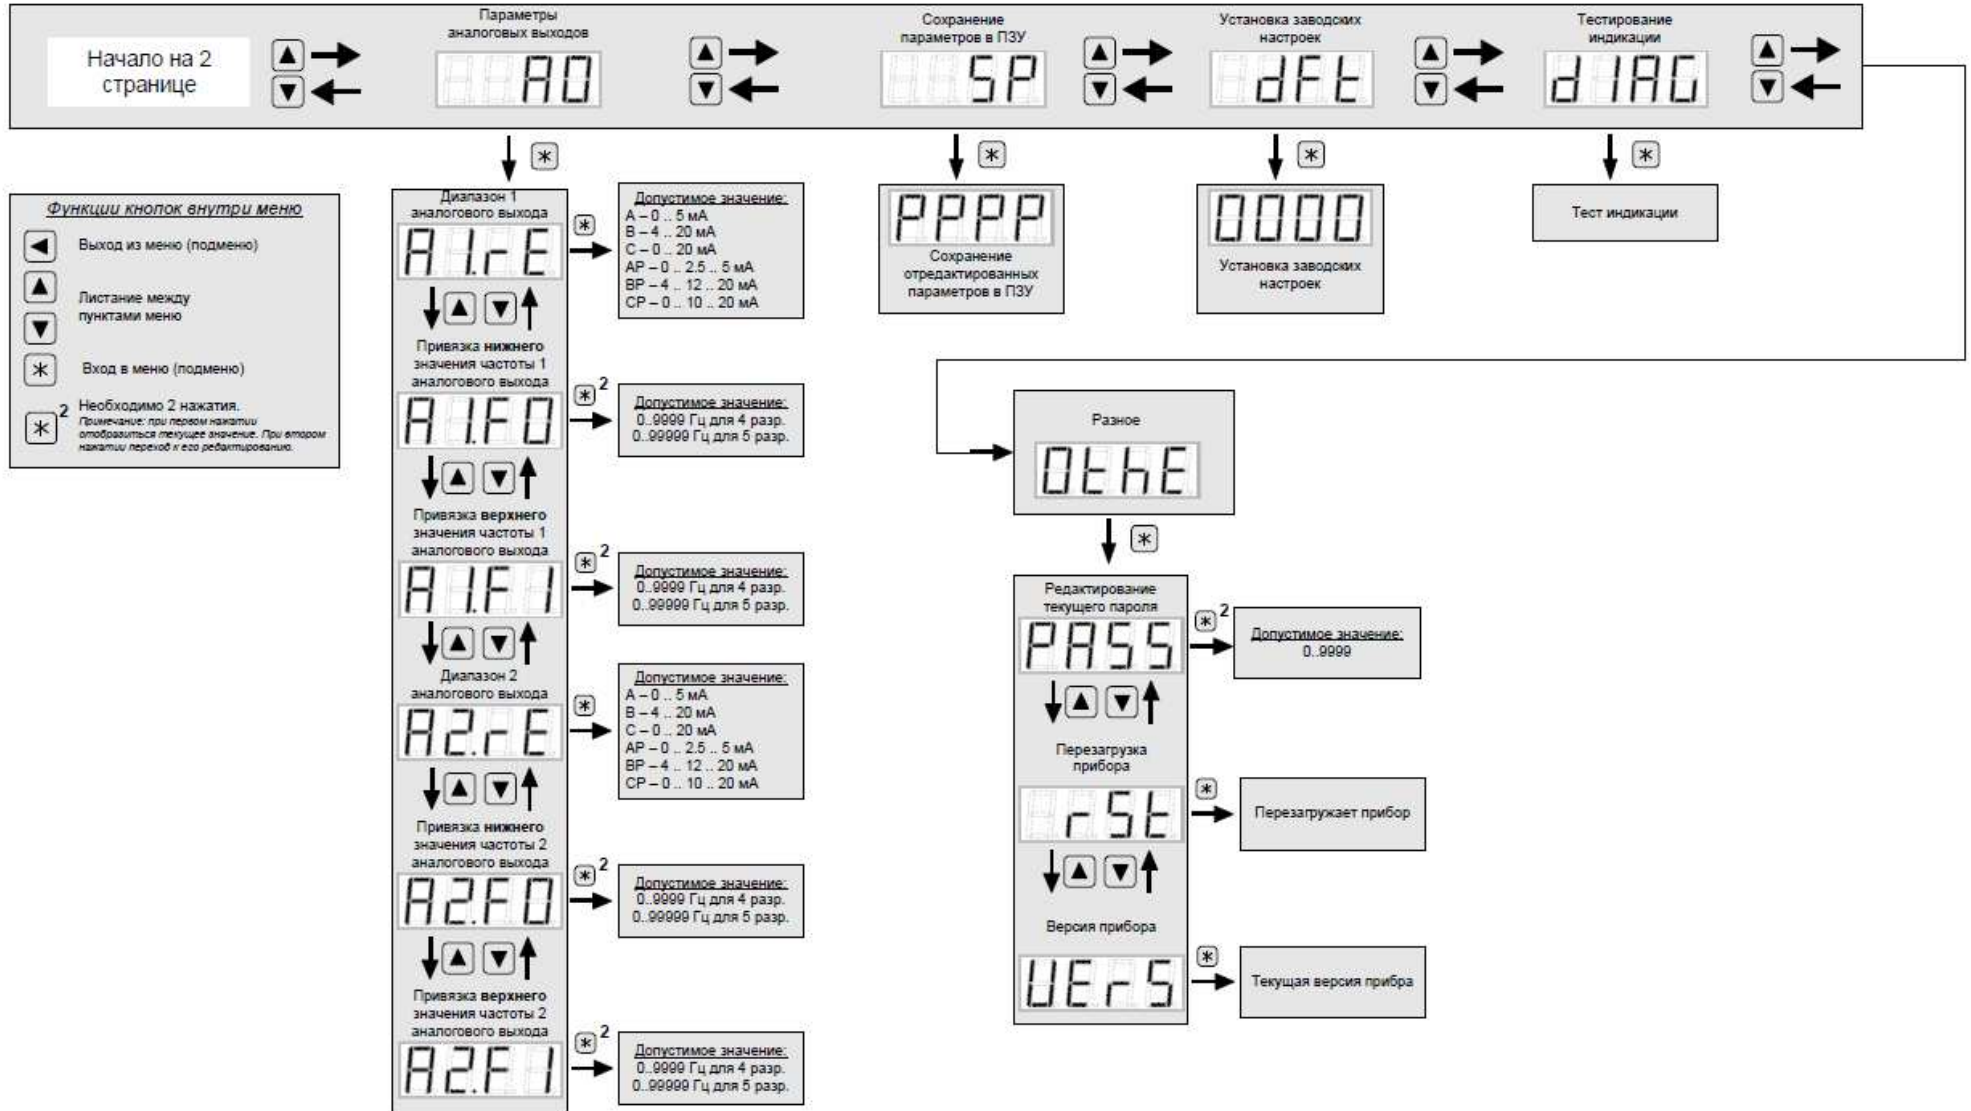 Начало на 2
странице
Параметры
аналоговых выходов
A0
Сохранение
параметров в ПЗУ
SP
Установка заводских
настроек
dFt
Тестирование
индикации
dIAG
Функции кнопок внутри меню
Выход из меню (подменю)
Листание между
пунктами меню
Вход в меню (подменю)
2 Необходимо 2 нажатия.
Примечание: при первом нажатии
отобразиться текущее значение. При втором
нажатии переход к его редактированию.
Диапазон 1
аналогового выхода
A1.rE
Допустимое значение:
A – 0 .. 5 мА
B – 4 .. 20 мА
C – 0 .. 20 мА
AP – 0 .. 2.5 .. 5 мА
BP – 4 .. 12 .. 20 мА
CP – 0 .. 10 .. 20 мА
Привязка нижнего
значения частоты 1
аналогового выхода
A1.F0
2
Допустимое значение:
0..9999 Гц для 4 разр.
0..99999 Гц для 5 разр.
Привязка верхнего
значения частоты 1
аналогового выхода
A1.F1
2
Допустимое значение:
0..9999 Гц для 4 разр.
0..99999 Гц для 5 разр.
Диапазон 2
аналогового выхода
A2.rE
Допустимое значение:
A – 0 .. 5 мА
B – 4 .. 20 мА
C – 0 .. 20 мА
AP – 0 .. 2.5 .. 5 мА
BP – 4 .. 12 .. 20 мА
CP – 0 .. 10 .. 20 мА
Привязка нижнего
значения частоты 2
аналогового выхода
A2.F0
2
Допустимое значение:
0..9999 Гц для 4 разр.
0..99999 Гц для 5 разр.
Привязка верхнего
значения частоты 2
аналогового выхода
A2.F1
2
Допустимое значение:
0..9999 Гц для 4 разр.
0..99999 Гц для 5 разр.
PPPP
Сохранение
отредактированных
параметров в ПЗУ
0000
Установка заводских
настроек
Тест индикации
Разное
OthE
Редактирование
текущего пароля
PASS
2
Допустимое значение:
0..9999
Перезагрузка
прибора
rSt
Перезагружает прибор
Версия прибора
UErS
Текущая версия прибра